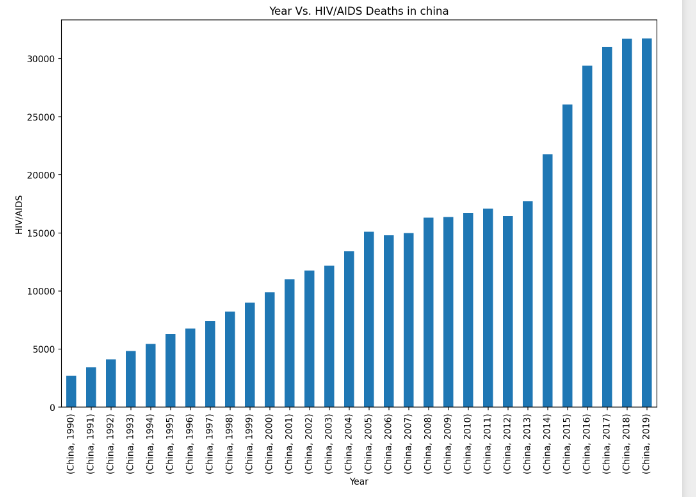 Year Vs. HIV/AIDS Deaths in china
HIV/AIDS
30000
25000
20000
15000
10000
5000
0
(China, 1990)
(China, 1991)
(China, 1992)
(China, 1993)
(China, 1994)
(China, 1995)
(China, 1996)
(China, 1997)
(China, 1998)
(China, 1999)
(China, 2000)
(China, 2001)
(China, 2002)
(China, 2003)
(China, 2004)
(China, 2005)
(China, 2006)
(China, 2007)
(China, 2008)
(China, 2009)
(China, 2010)
(China, 2011)
(China, 2012)
(China, 2013)
(China, 2014)
(China, 2015)
(China, 2016)
(China, 2017)
(China, 2018)
(China, 2019)
Year